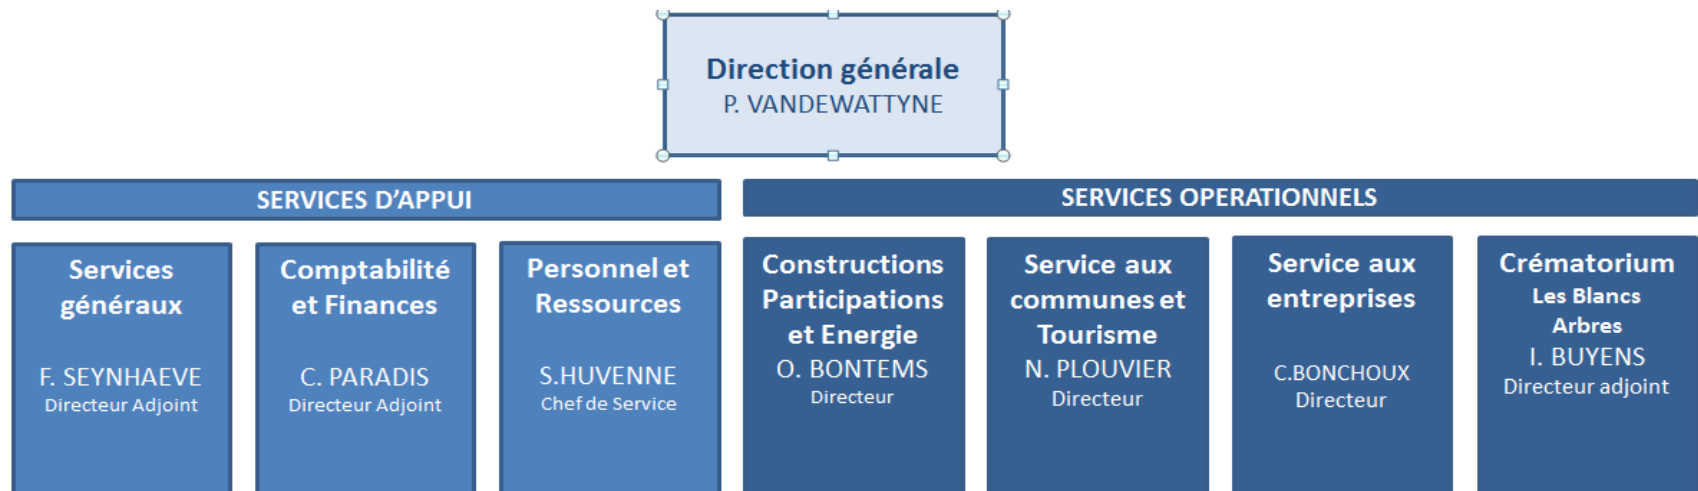 Direction générale
P. VANDEWATTYNE
SERVICES D’APPUI
SERVICES OPERATIONNELS
Services
généraux
F. SEYNHAEVE
Directeur Adjoint
Comptabilité
et Finances
C. PARADIS
Directeur Adjoint
Personnel et
Ressources
S.HUVENNE
Chef de Service
Constructions
Participations
et Energie
O. BONTEMS
Directeur
Service aux
communes et
Tourisme
N. PLOUVIER
Directeur
Service aux
entreprises
C.BONCHOUX
Directeur
Crématorium
Les Blancs
Arbres
I. BUYENS
Directeur adjoint